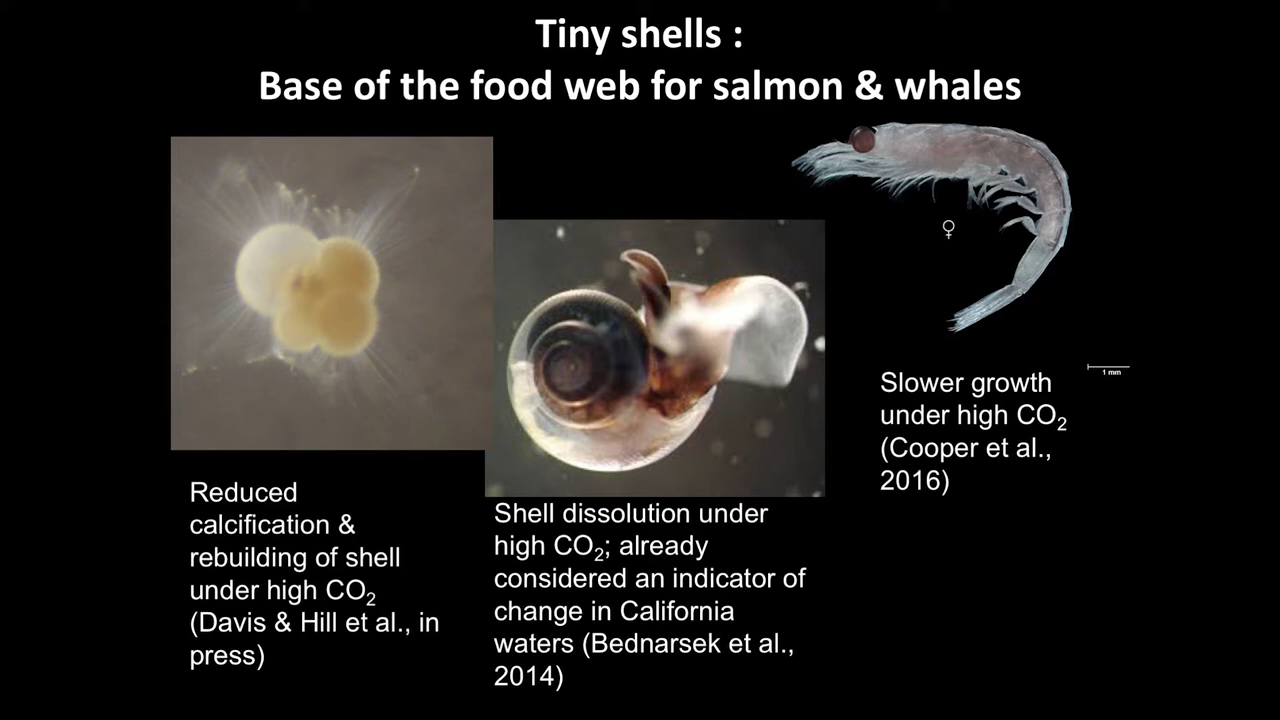 Tiny shells :
Base of the food web for salmon & whales
♀
1 mm
Slower growth
under high CO₂
(Cooper et al.,
2016)
Reduced
calcification &
rebuilding of shell
under high CO₂
(Davis & Hill et al., in
press)
Shell dissolution under
high CO₂; already
considered an indicator of
change in California
waters (Bednarsek et al.,
2014)